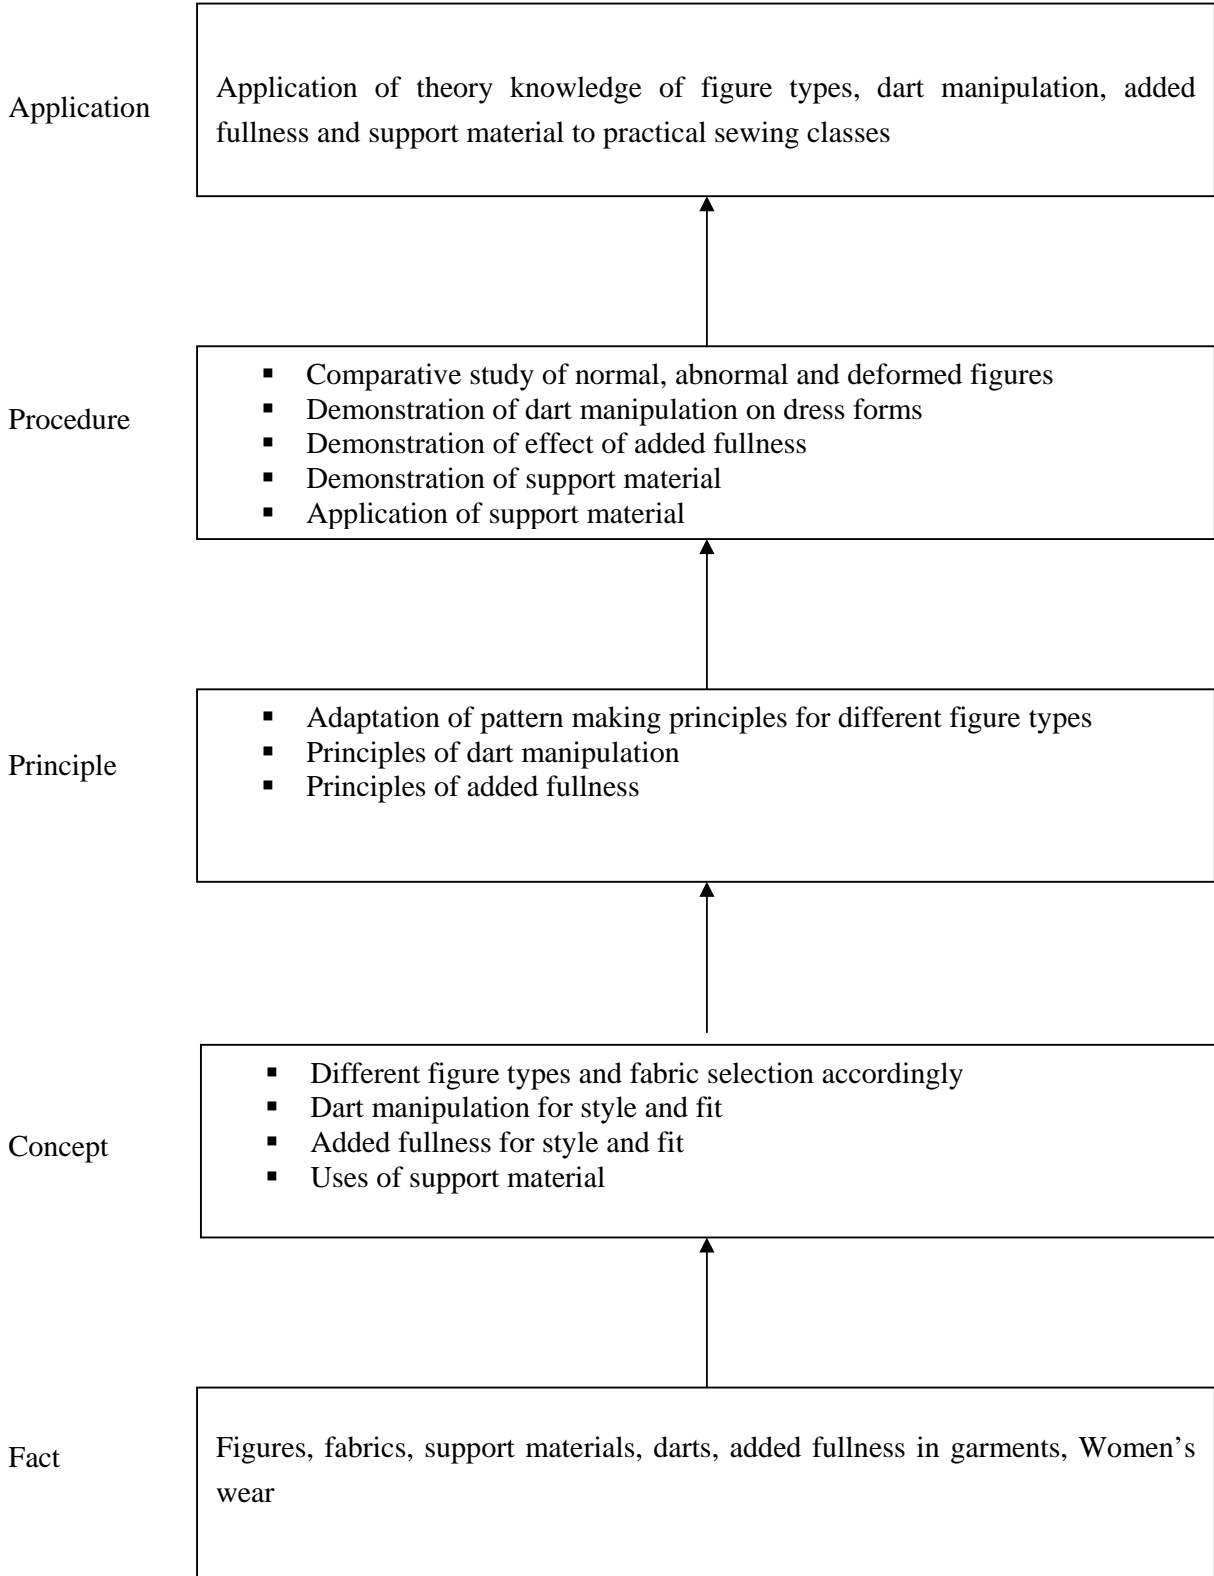 Application
Application of theory knowledge of figure types, dart manipulation, added
fullness and support material to practical sewing classes
Procedure
▪ Comparative study of normal, abnormal and deformed figures
▪ Demonstration of dart manipulation on dress forms
▪ Demonstration of effect of added fullness
▪ Demonstration of support material
▪ Application of support material
Principle
▪ Adaptation of pattern making principles for different figure types
▪ Principles of dart manipulation
▪ Principles of added fullness
Concept
▪ Different figure types and fabric selection accordingly
▪ Dart manipulation for style and fit
▪ Added fullness for style and fit
▪ Uses of support material
Fact
Figures, fabrics, support materials, darts, added fullness in garments, Women’s
wear